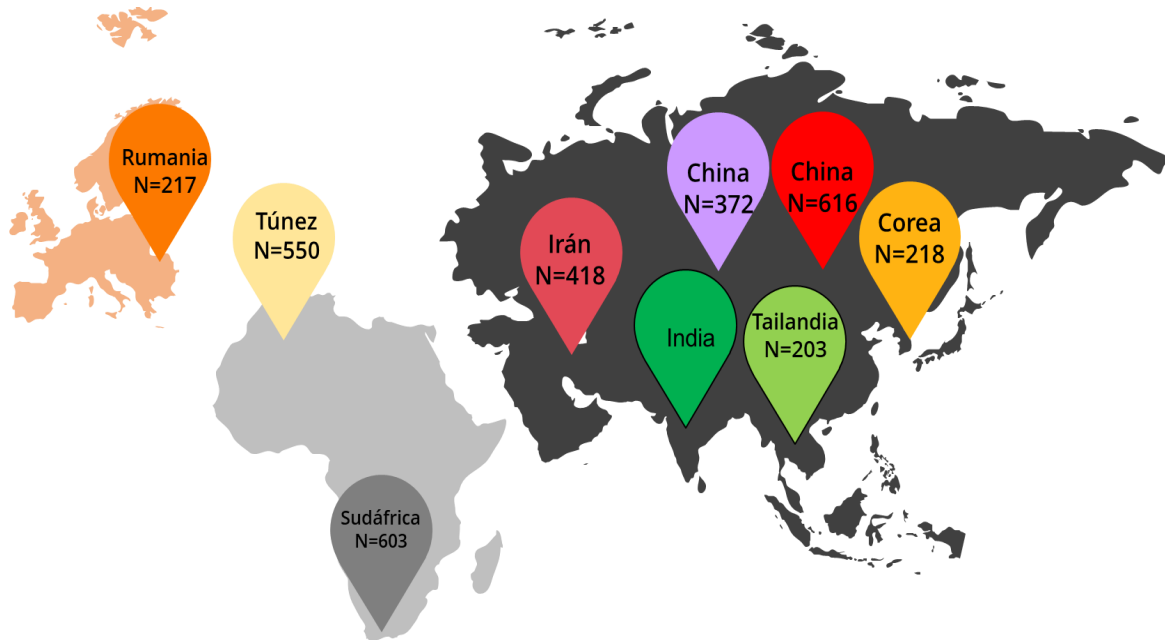 Rumania
N=217
Túnez
N=550
Irán
N=418
China
N=372
China
N=616
Corea
N=218
India
Tailandia
N=203
Sudáfrica
N=603